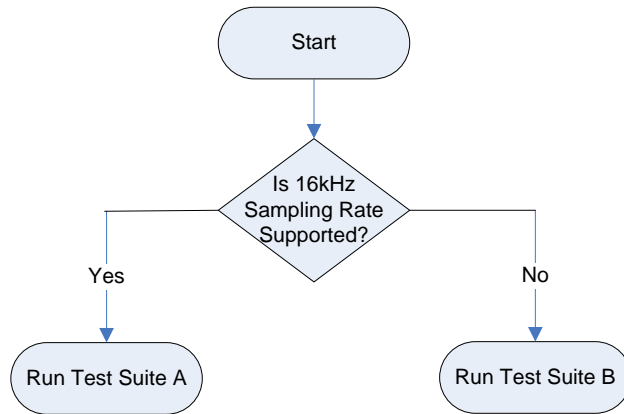 Start
Is 16kHz
Sampling Rate
Supported?
Yes
No
Run Test Suite A
Run Test Suite B